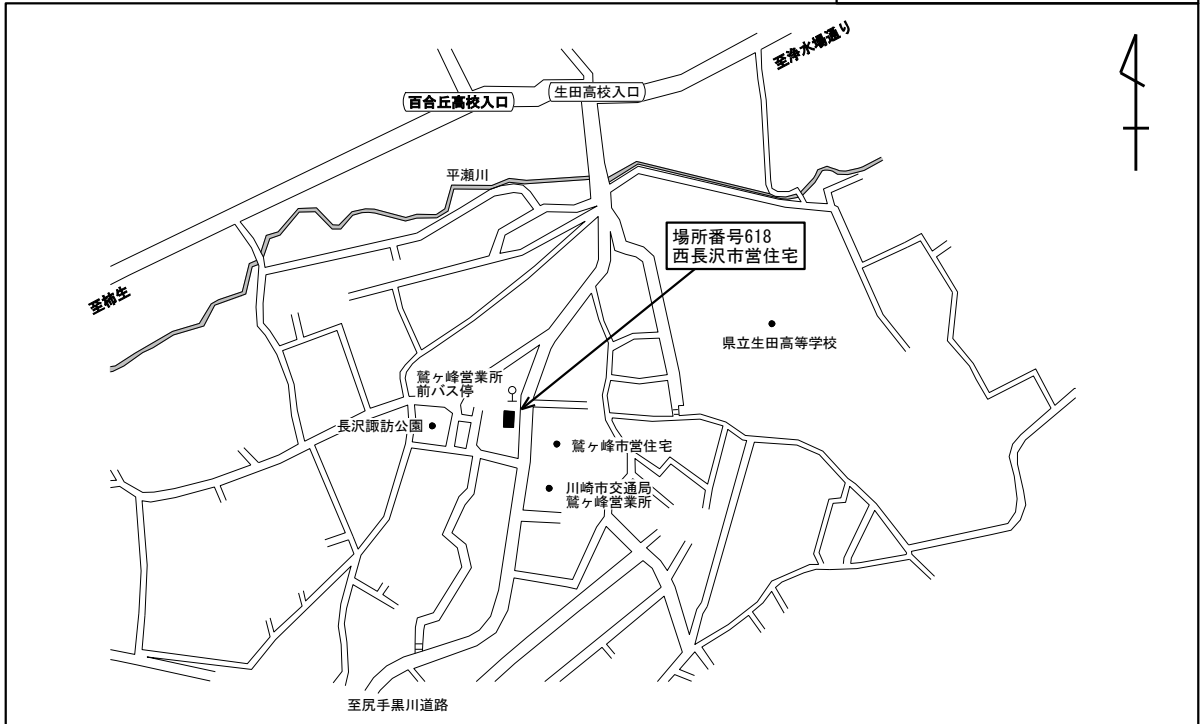 至浄水場通り
生田高校入口
百合丘高校入口
平瀬川
場所番号618
西長沢市営住宅
至柿生
県立生田高等学校
鷲ヶ峰営業所
前バス停
長沢諏訪公園
鷲ヶ峰市営住宅
川崎市交通局
鷲ヶ峰営業所
至尻手黒川道路